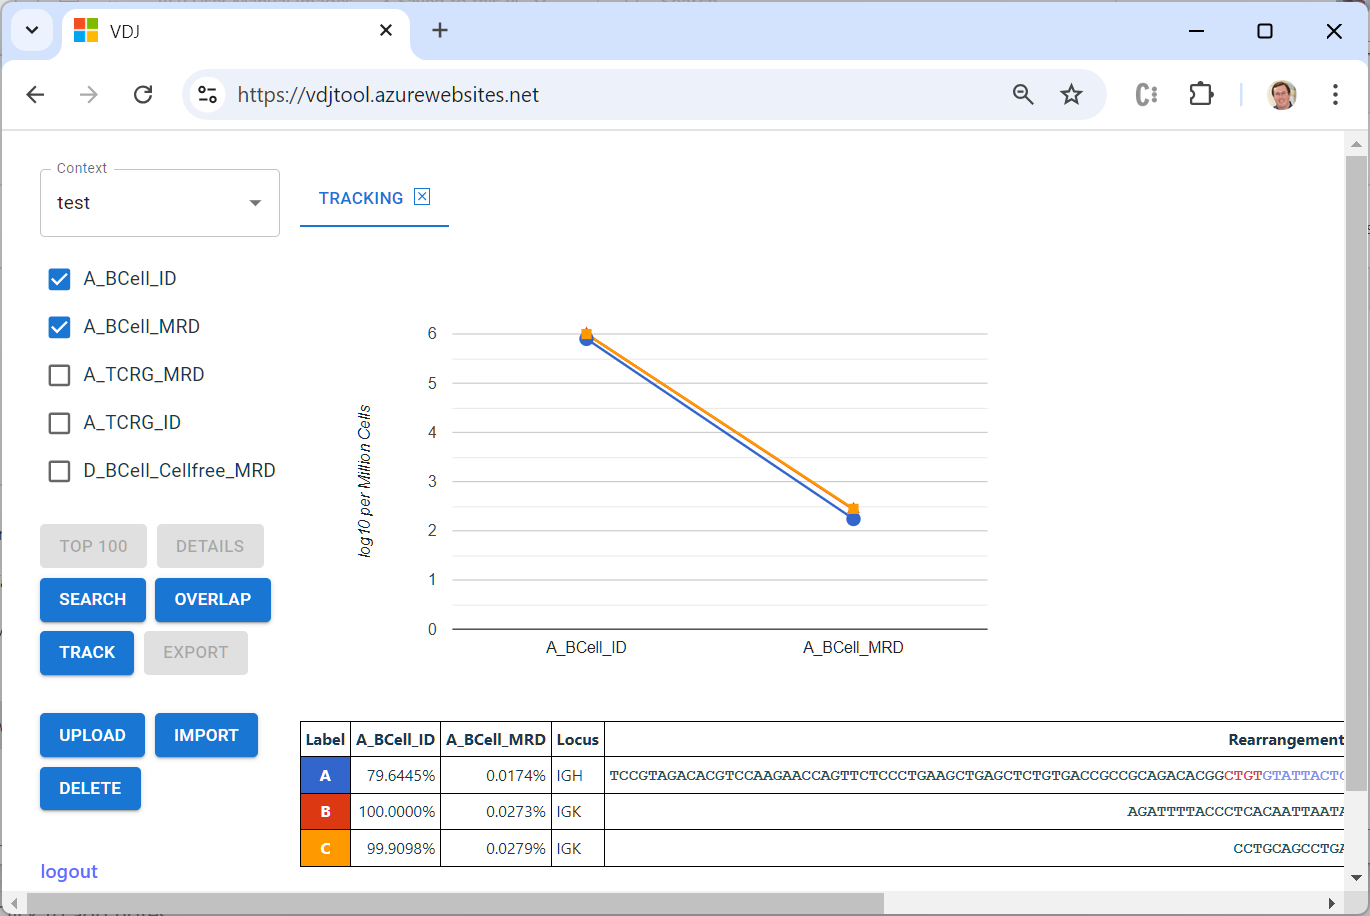 VDJ
https://vdjtool.azurewebsites.net
Context
test
TRACKING
A_BCell_ID
A_BCell_MRD
A_TCRG_MRD
A_TCRG_ID
D_BCell_Cellfree_MRD
TOP 100 DETAILS
SEARCH OVERLAP
TRACK EXPORT
UPLOAD IMPORT
DELETE
logout
log10 per Million Cells
6
5
4
3
2
1
0
A_BCell_ID A_BCell_MRD
Label A_BCell_ID A_BCell_MRD Locus Rearrangement
A 79.6445% 0.0174% IGH TCCGTAGACACGTCCAAGAACCAGTTCTCCCTGAAGCTGAGCTCTGTGACCGCCGCAGACACGGCTGTGTATTACTG
B 100.0000% 0.0273% IGK AGATTTTACCCTCACAATTAATA
C 99.9098% 0.0279% IGK CCTGCAGCCTGA